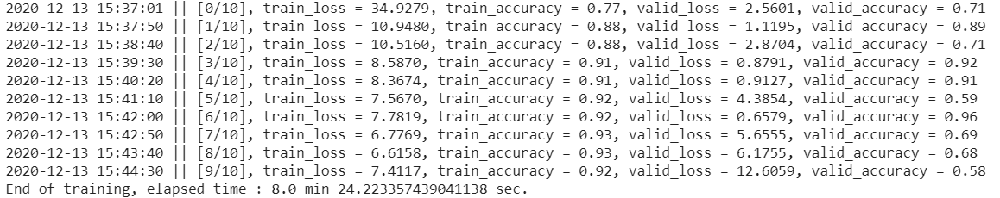 2020-12-13 15:37:01 || [0/10], train_loss = 34.9279, train_accuracy = 0.77, valid_loss = 2.5601, valid_accuracy = 0.71
2020-12-13 15:37:50 || [1/10], train_loss = 10.9480, train_accuracy = 0.88, valid_loss = 1.1195, valid_accuracy = 0.89
2020-12-13 15:38:40 || [2/10], train_loss = 10.5160, train_accuracy = 0.88, valid_loss = 2.8704, valid_accuracy = 0.71
2020-12-13 15:39:30 || [3/10], train_loss = 8.5870, train_accuracy = 0.91, valid_loss = 0.8791, valid_accuracy = 0.92
2020-12-13 15:40:20 || [4/10], train_loss = 8.3674, train_accuracy = 0.91, valid_loss = 0.9127, valid_accuracy = 0.91
2020-12-13 15:41:10 || [5/10], train_loss = 7.5670, train_accuracy = 0.92, valid_loss = 4.3854, valid_accuracy = 0.59
2020-12-13 15:42:00 || [6/10], train_loss = 7.7819, train_accuracy = 0.92, valid_loss = 0.6579, valid_accuracy = 0.96
2020-12-13 15:42:50 || [7/10], train_loss = 6.7769, train_accuracy = 0.93, valid_loss = 5.6555, valid_accuracy = 0.69
2020-12-13 15:43:40 || [8/10], train_loss = 6.6158, train_accuracy = 0.93, valid_loss = 6.1755, valid_accuracy = 0.68
2020-12-13 15:44:30 || [9/10], train_loss = 7.4117, train_accuracy = 0.92, valid_loss = 12.6059, valid_accuracy = 0.58
End of training, elapsed time : 8.0 min 24.223357439041138 sec.